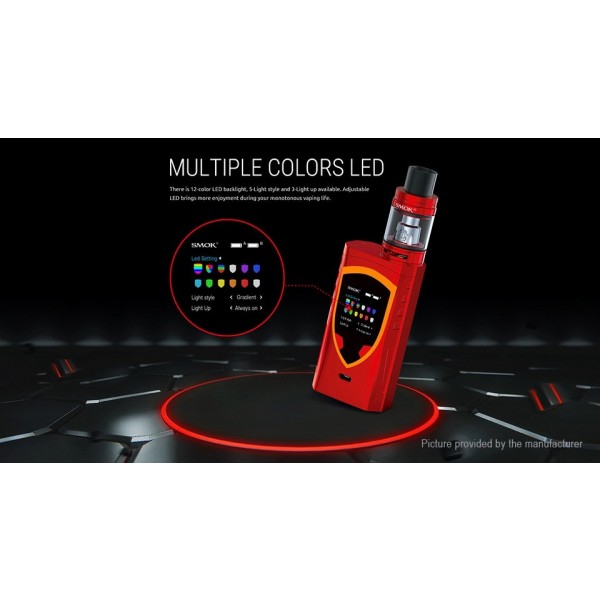 MULTIPLE COLORS LED
There is 12-color LED backlight, 5-Light style and 3-Light up available. Adjustable
LED brings more enjoyment during your monotonous vaping life.
SMOK® A B
Led Setting
Light style < Gradient >
Light Up < Always on >
SMOK
SMOK
Picture provided by the manufacturer